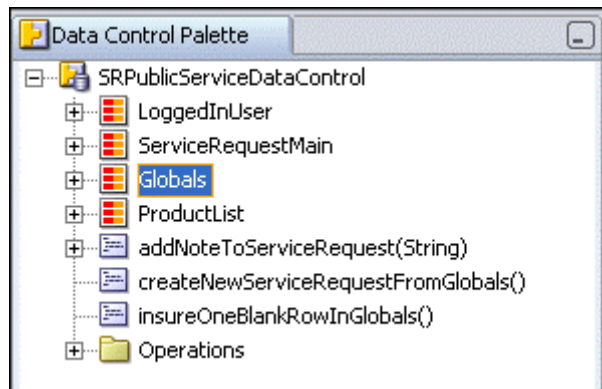 Data Control Palette
SRPublicServiceDataControl
LoggedInUser
ServiceRequestMain
Globals
ProductList
addNoteToServiceRequest(String)
createNewServiceRequestFromGlobals()
insureOneBlankRowInGlobals()
Operations